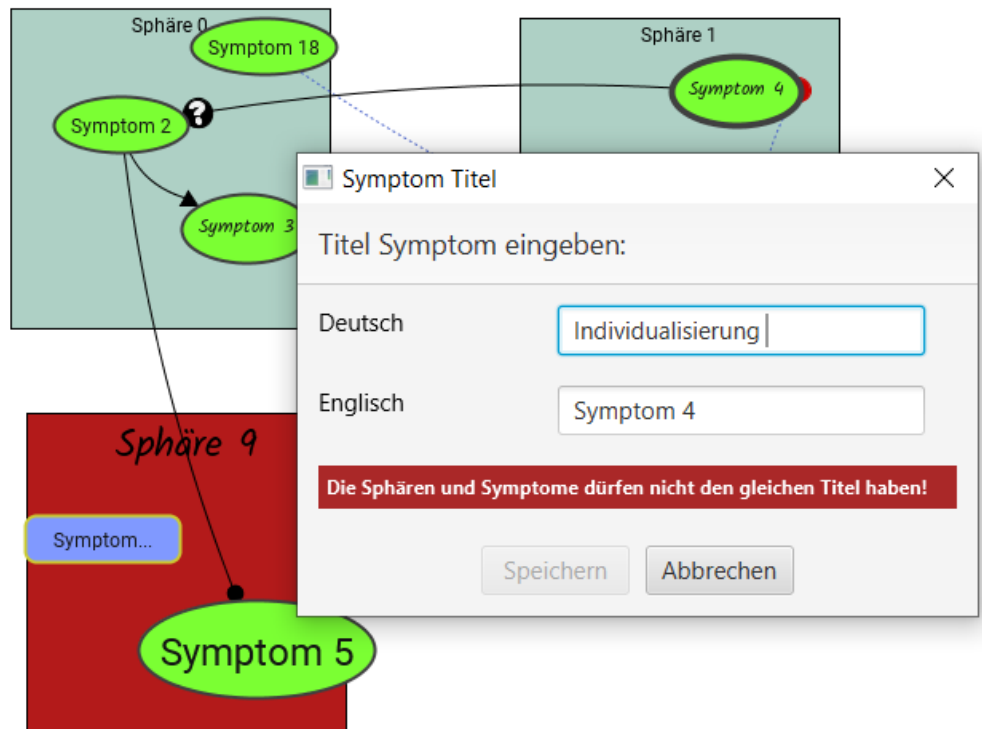 Sphäre 0
Symptom 18
Sphäre 1
Symptom 4
?
Symptom 2
Symptom 3
Symptom Titel
Titel Symptom eingeben:
Deutsch
Individualisierung
Englisch
Symptom 4
Die Sphären und Symptome dürfen nicht den gleichen Titel haben!
Speichern
Abbrechen
Sphäre 9
Symptom...
Symptom 5